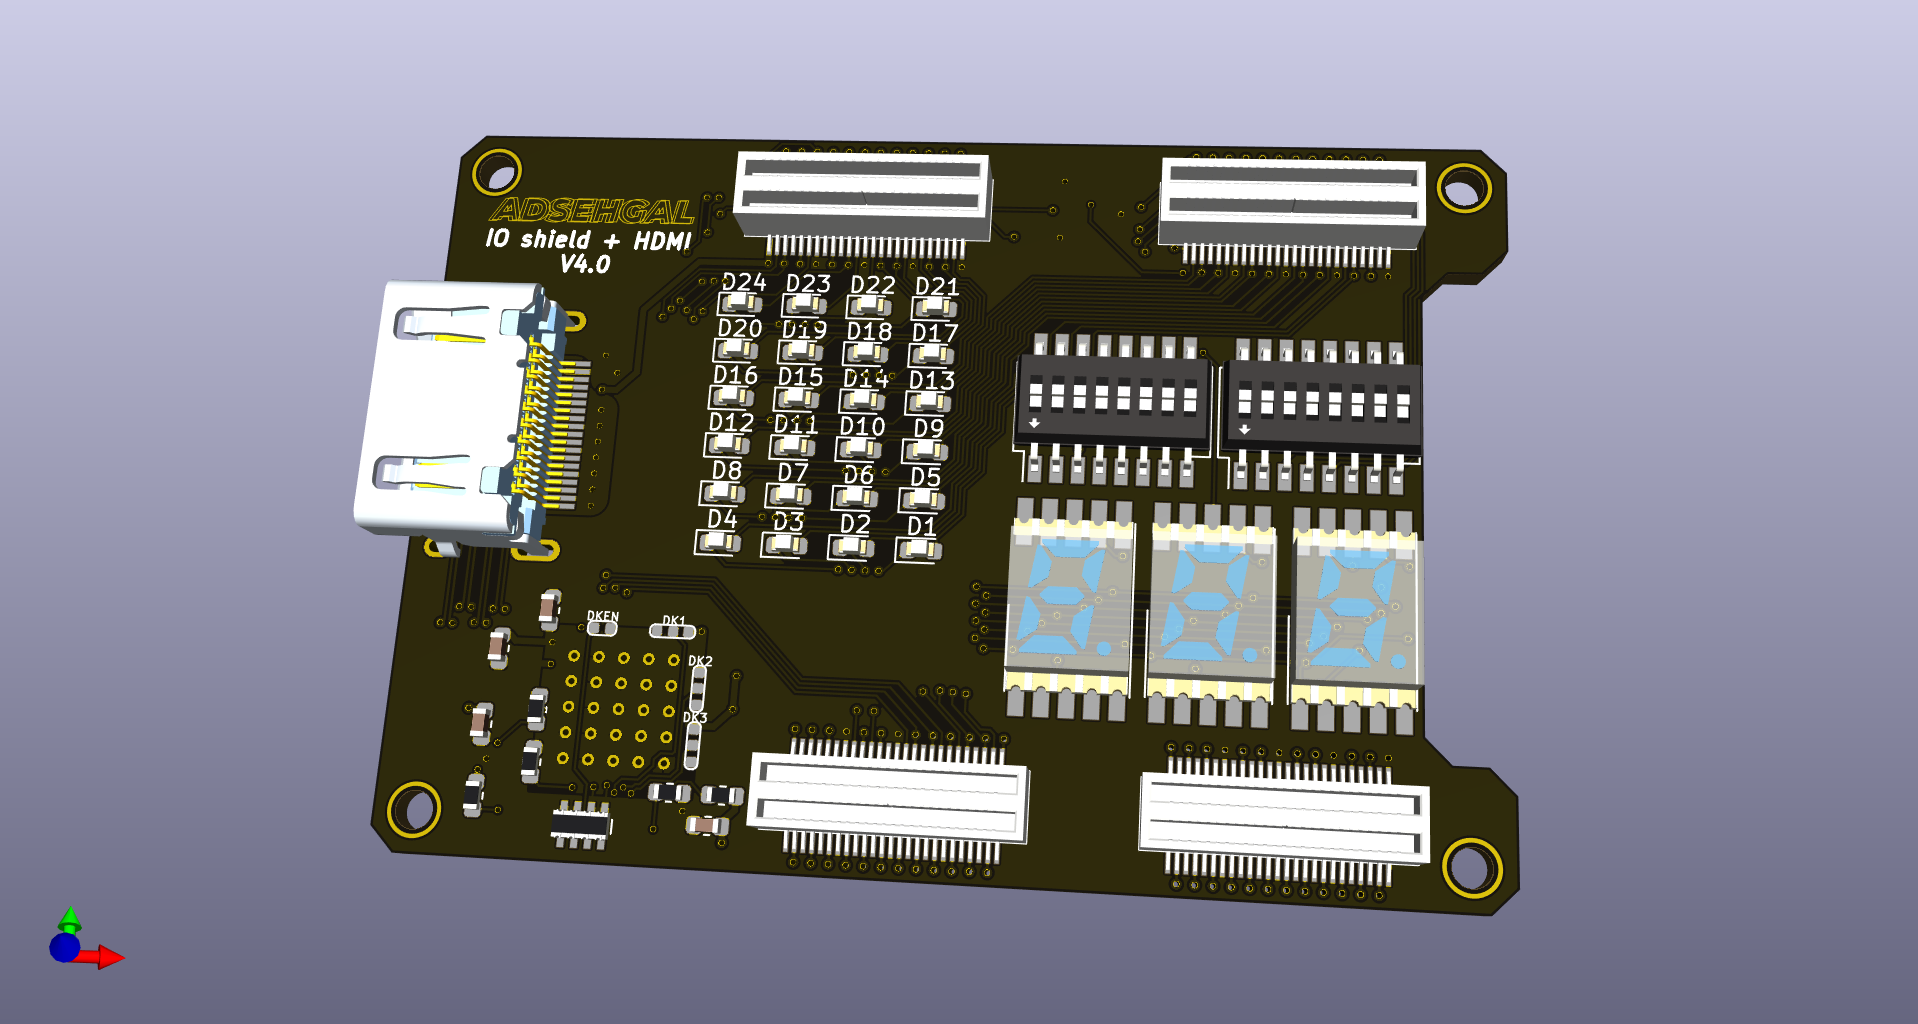 ADSEHGAL
IO shield + HDMI
V4.0
D24 D23 D22 D21
D20 D19 D18 D17
D16 D15 D14 D13
D12 D11 D10 D9
D8 D7 D6 D5
D4 D3 D2 D1
DKEN DK1
DK2
DK3